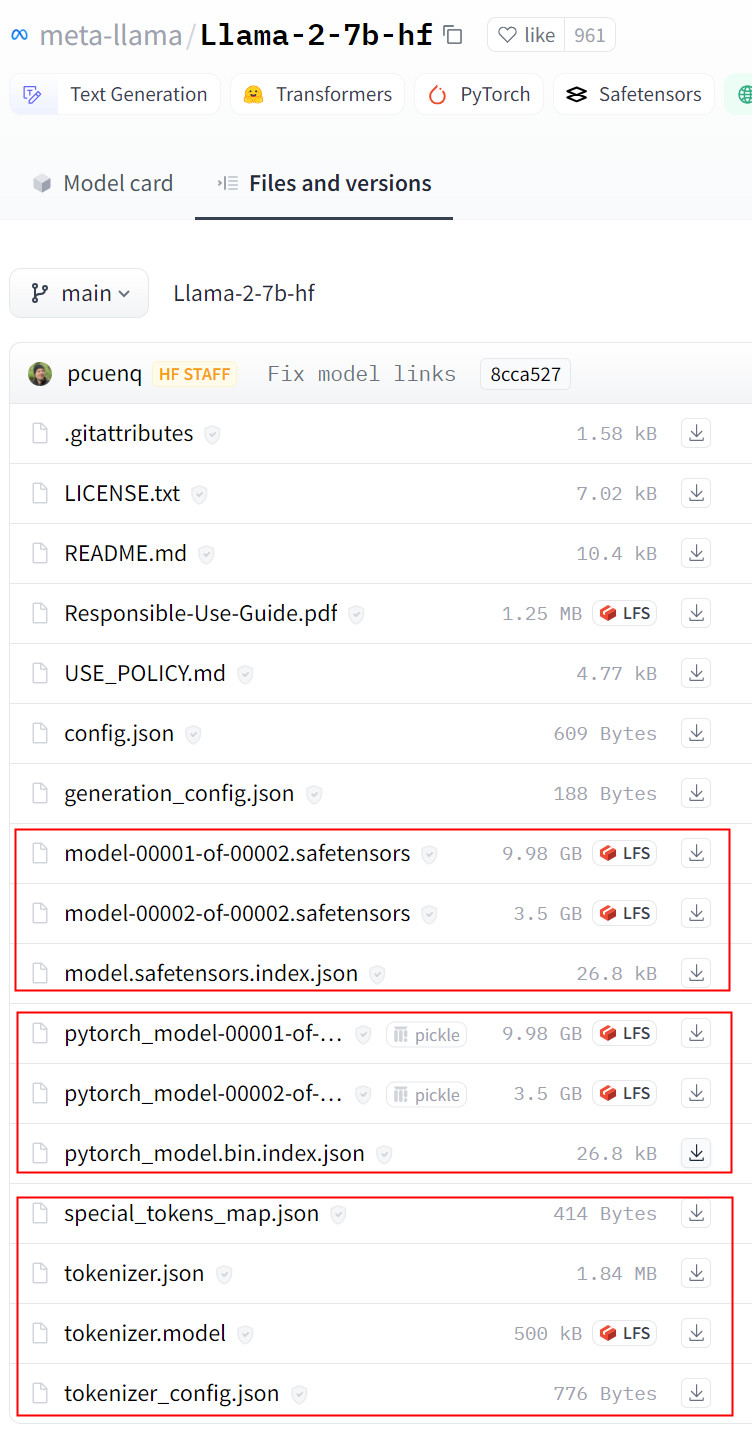 meta-llama/Llama-2-7b-hf like 961
Text Generation Transformers PyTorch Safetensors
Model card Files and versions
main Llama-2-7b-hf
pcuenq HF STAFF Fix model links 8cca527
.gitattributes 1.58 kB
LICENSE.txt 7.02 kB
README.md 10.4 kB
Responsible-Use-Guide.pdf 1.25 MB LFS
USE_POLICY.md 4.77 kB
config.json 609 Bytes
generation_config.json 188 Bytes
model-00001-of-00002.safetensors 9.98 GB LFS
model-00002-of-00002.safetensors 3.5 GB LFS
model.safetensors.index.json 26.8 kB
pytorch_model-00001-of-... pickle 9.98 GB LFS
pytorch_model-00002-of-... pickle 3.5 GB LFS
pytorch_model.bin.index.json 26.8 kB
special_tokens_map.json 414 Bytes
tokenizer.json 1.84 MB
tokenizer.model 500 kB LFS
tokenizer_config.json 776 Bytes